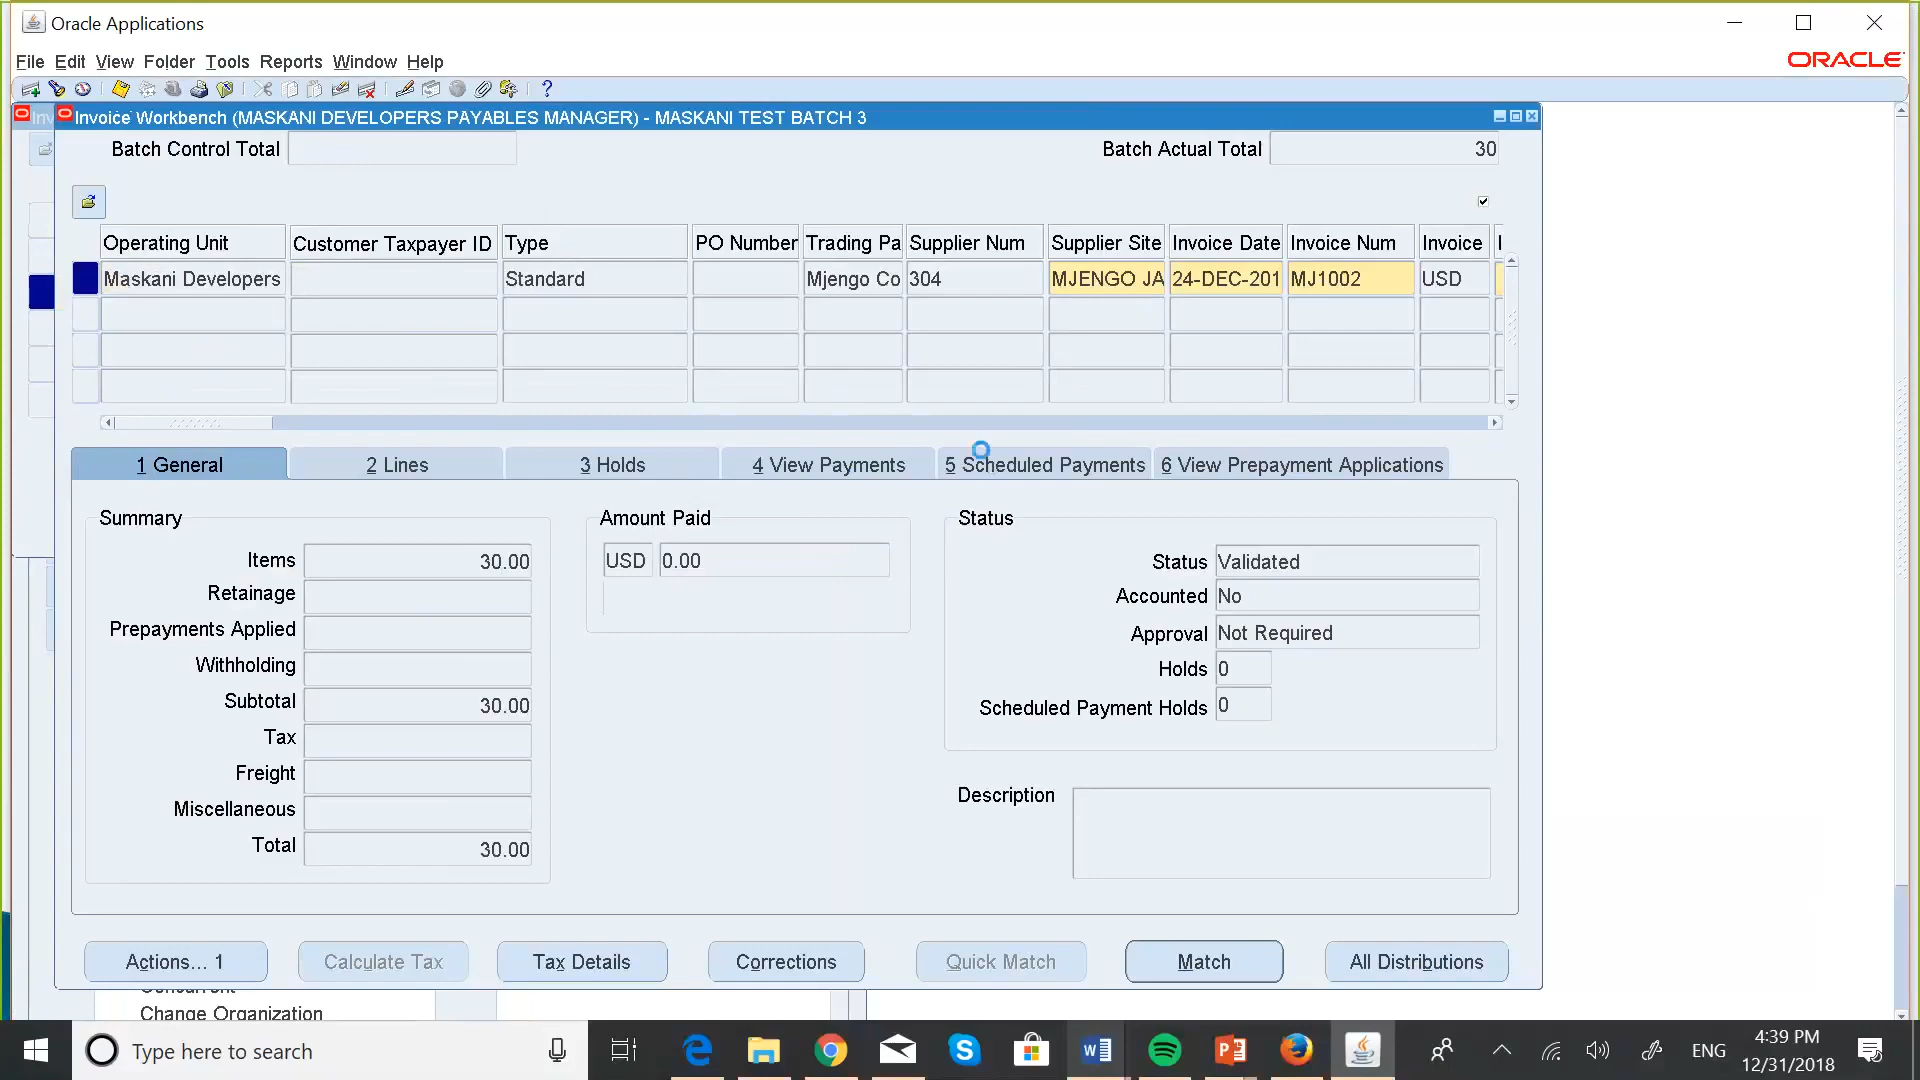 Oracle Applications
File Edit View Folder Tools Reports Window Help
ORACLE
Inv
Invoice Workbench (MASKANI DEVELOPERS PAYABLES MANAGER) - MASKANI TEST BATCH 3
Batch Control Total
Batch Actual Total 30
Operating Unit Customer Taxpayer ID Type PO Number Trading Pa Supplier Num Supplier Site Invoice Date Invoice Num Invoice I
Maskani Developers Standard Mjengo Co 304 MJENGO JA 24-DEC-201 MJ1002 USD
1 General 2 Lines 3 Holds 4 View Payments 5 Scheduled Payments 6 View Prepayment Applications
Summary
Items 30.00
Retainage
Prepayments Applied
Withholding
Subtotal 30.00
Tax
Freight
Miscellaneous
Total 30.00
Amount Paid
USD 0.00
Status
Status Validated
Accounted No
Approval Not Required
Holds 0
Scheduled Payment Holds 0
Description
Actions... 1 Calculate Tax Tax Details Corrections Quick Match Match All Distributions
Concurrent
Change Organization
Type here to search
ENG
4:39 PM
12/31/2018